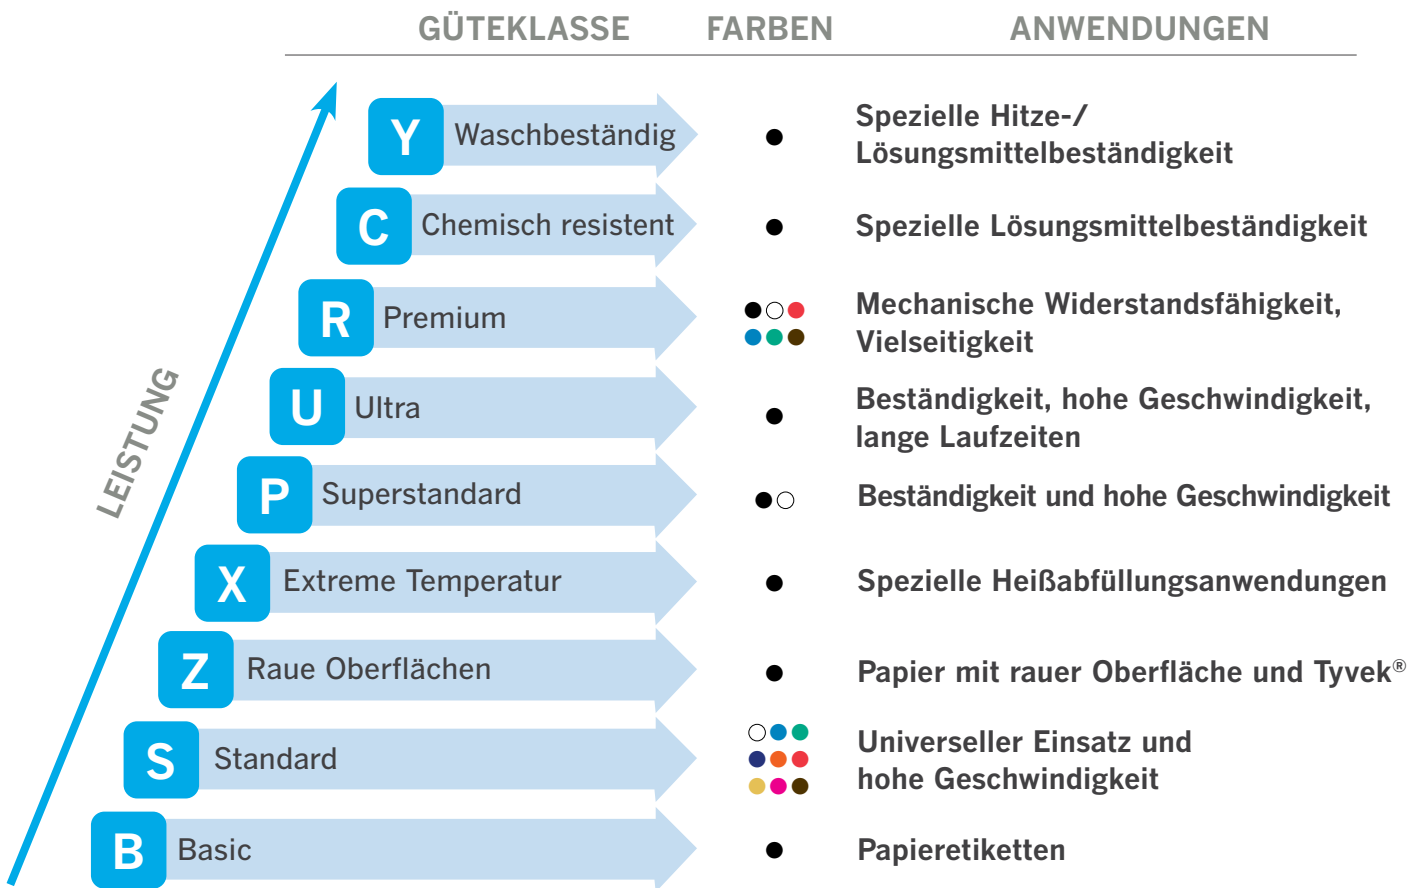 GÜTEKLASSE FARBEN ANWENDUNGEN
Y Waschbeständig Spezielle Hitze-/
Lösungsmittelbeständigkeit
C Chemisch resistent Spezielle Lösungsmittelbeständigkeit
R Premium Mechanische Widerstandsfähigkeit,
Vielseitigkeit
U Ultra Beständigkeit, hohe Geschwindigkeit,
lange Laufzeiten
P Superstandard Beständigkeit und hohe Geschwindigkeit
X Extreme Temperatur Spezielle Heißabfüllungsanwendungen
Z Raue Oberflächen Papier mit rauer Oberfläche und Tyvek®
S Standard Universeller Einsatz und
hohe Geschwindigkeit
B Basic Papieretiketten
LEISTUNG